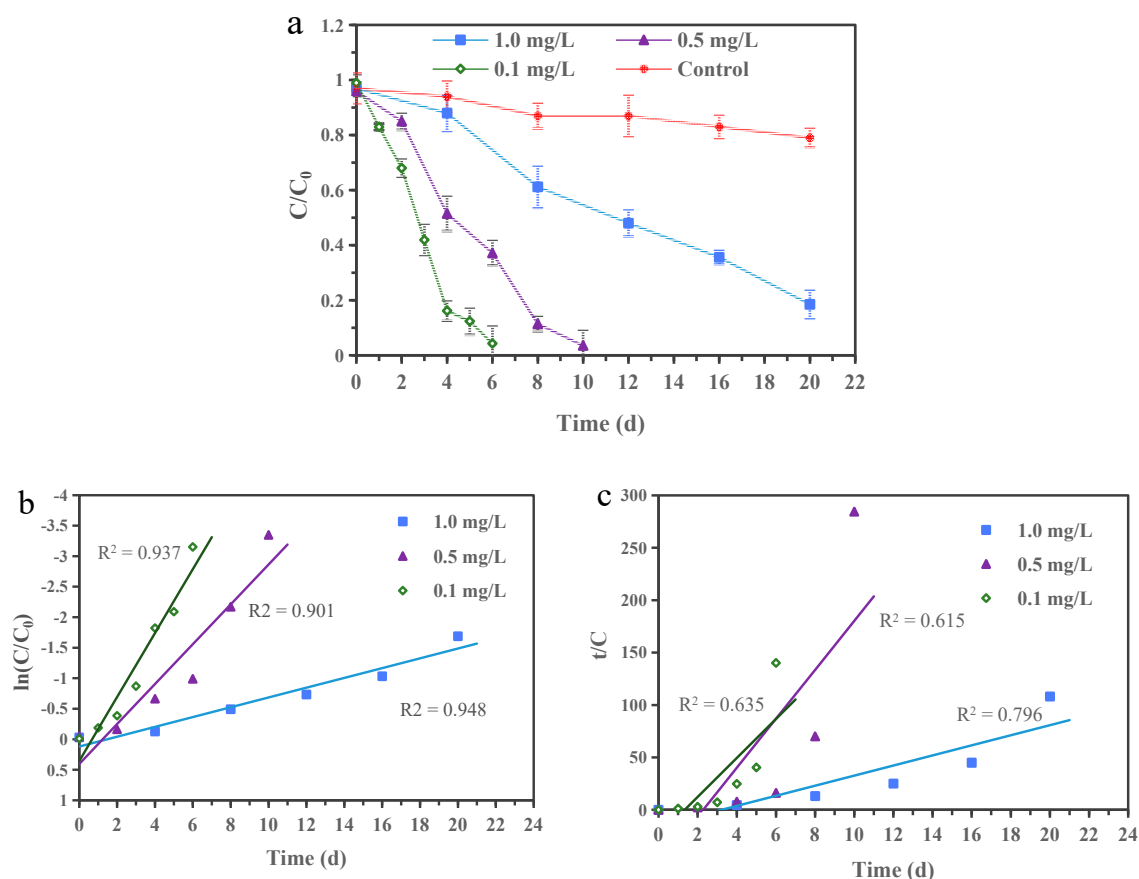 a
1.2
1
0.8
0.6
0.4
0.2
0
C/C0
1.0 mg/L
0.5 mg/L
0.1 mg/L
Control
0 2 4 6 8 10 12 14 16 18 20 22
Time (d)
b
-4
-3.5
-3
-2.5
-2
-1.5
-1
-0.5
0
0.5
1
ln(C/C0)
1.0 mg/L
0.5 mg/L
0.1 mg/L
R² = 0.937
R2 = 0.901
R2 = 0.948
0 2 4 6 8 10 12 14 16 18 20 22 24
Time (d)
c
300
250
200
150
100
50
0
t/C
1.0 mg/L
0.5 mg/L
0.1 mg/L
R² = 0.615
R² = 0.635
R² = 0.796
0 2 4 6 8 10 12 14 16 18 20 22 24
Time (d)